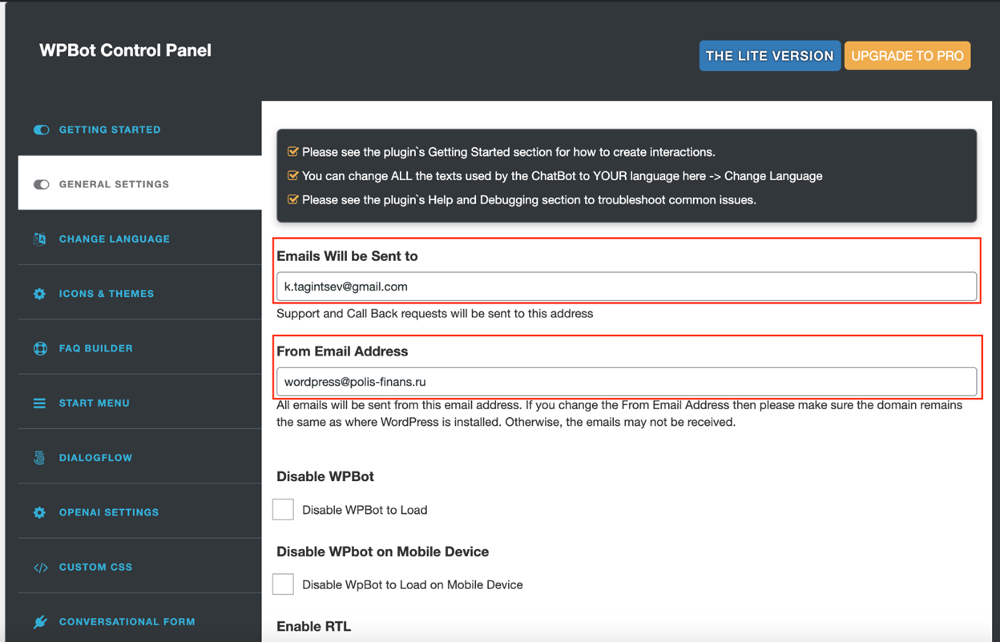 WPBot Control Panel
THE LITE VERSION
UPGRADE TO PRO
GETTING STARTED
GENERAL SETTINGS
CHANGE LANGUAGE
ICONS & THEMES
FAQ BUILDER
START MENU
DIALOGFLOW
OPENAI SETTINGS
CUSTOM CSS
CONVERSATIONAL FORM
Please see the plugin`s Getting Started section for how to create interactions.
You can change ALL the texts used by the ChatBot to YOUR language here -> Change Language
Please see the plugin`s Help and Debugging section to troubleshoot common issues.
Emails Will be Sent to
k.tagintsev@gmail.com
Support and Call Back requests will be sent to this address
From Email Address
wordpress@polis-finans.ru
All emails will be sent from this email address. If you change the From Email Address then please make sure the domain remains
the same as where WordPress is installed. Otherwise, the emails may not be received.
Disable WPBot
Disable WPBot to Load
Disable WPbot on Mobile Device
Disable WpBot to Load on Mobile Device
Enable RTL